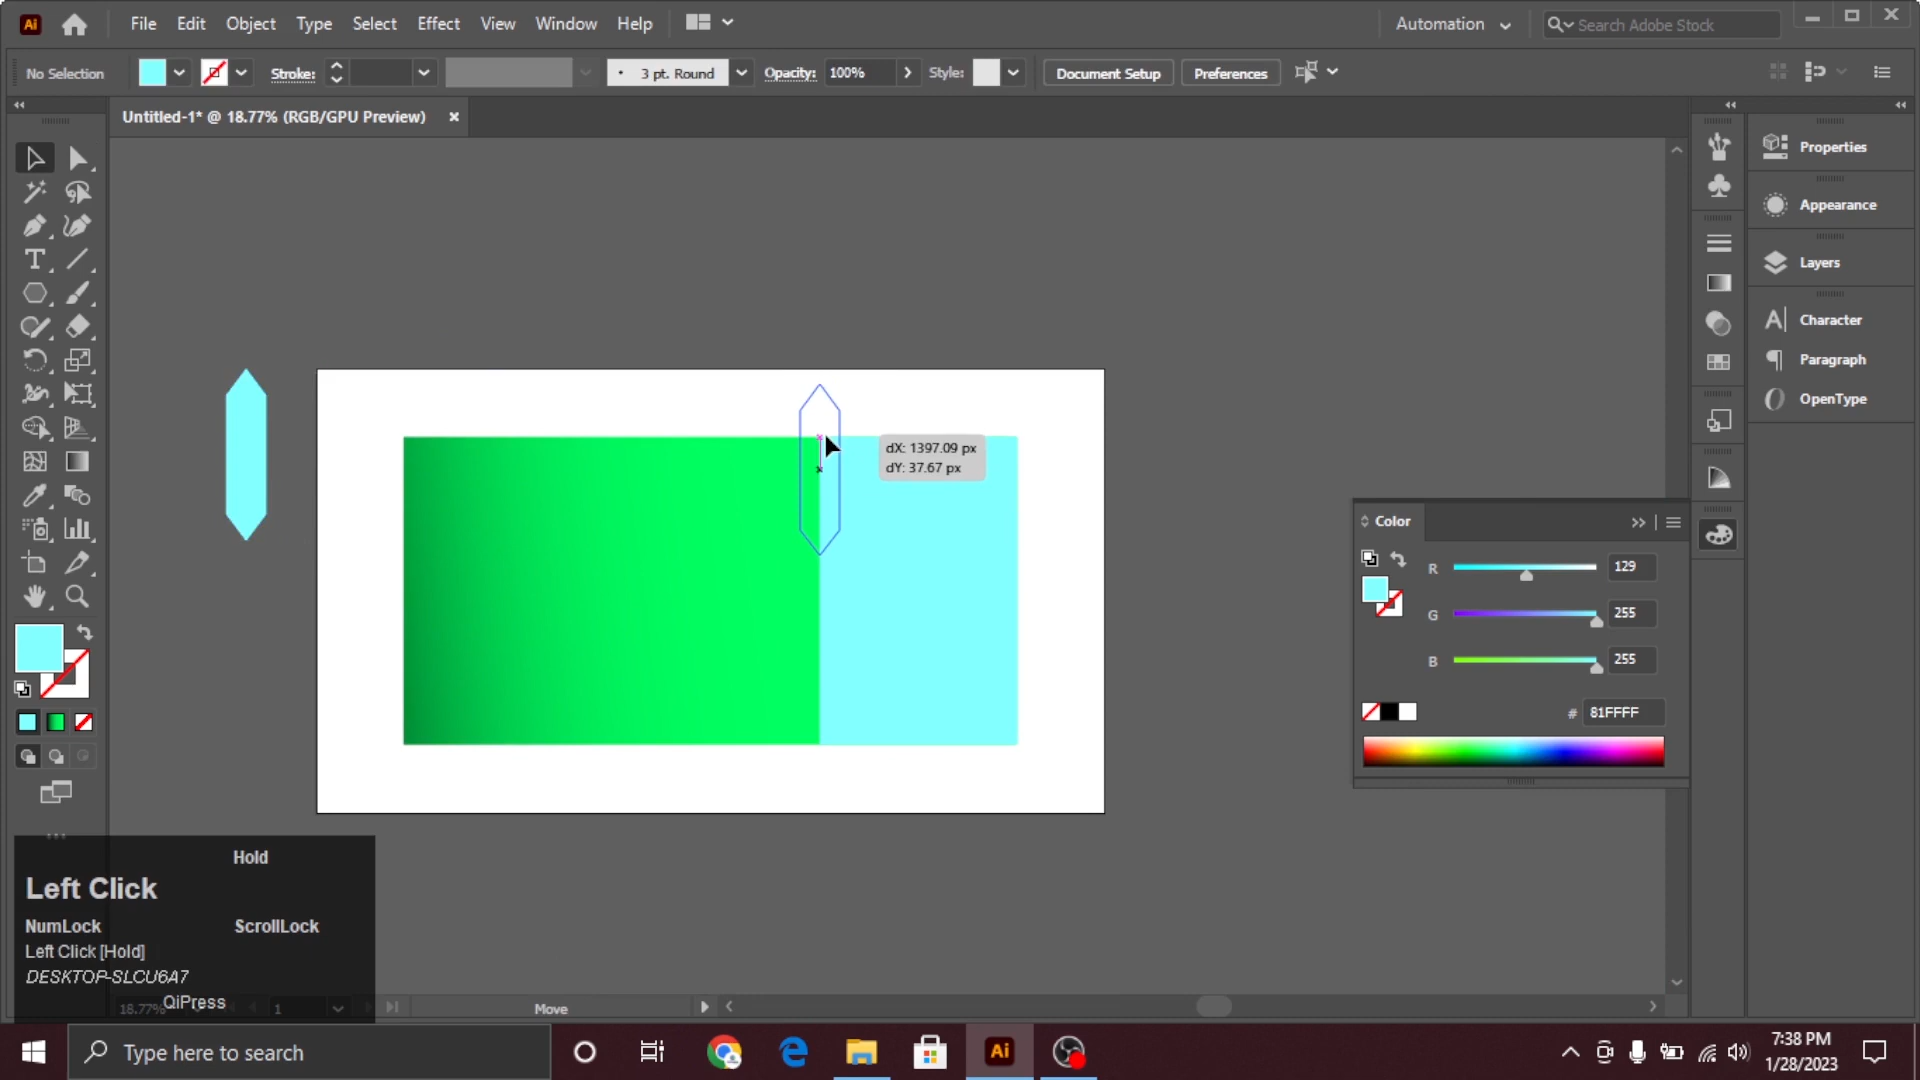 Ai File Edit Object Type Select Effect View Window Help Automation Search Adobe Stock
No Selection Stroke: 3 pt. Round Opacity: 100% Style: Document Setup Preferences
Untitled-1* @ 18.77% (RGB/GPU Preview)
Properties
Appearance
Layers
Character
Paragraph
OpenType
dX: 1397.09 px
dY: 37.67 px
Color
R 129
G 255
B 255
# 81FFFF
Hold
Left Click
NumLock ScrollLock
Left Click [Hold]
DESKTOP-SLCU6A7
QiPress
18.77% 1 Move
Type here to search
Ai
7:38 PM
1/28/2023